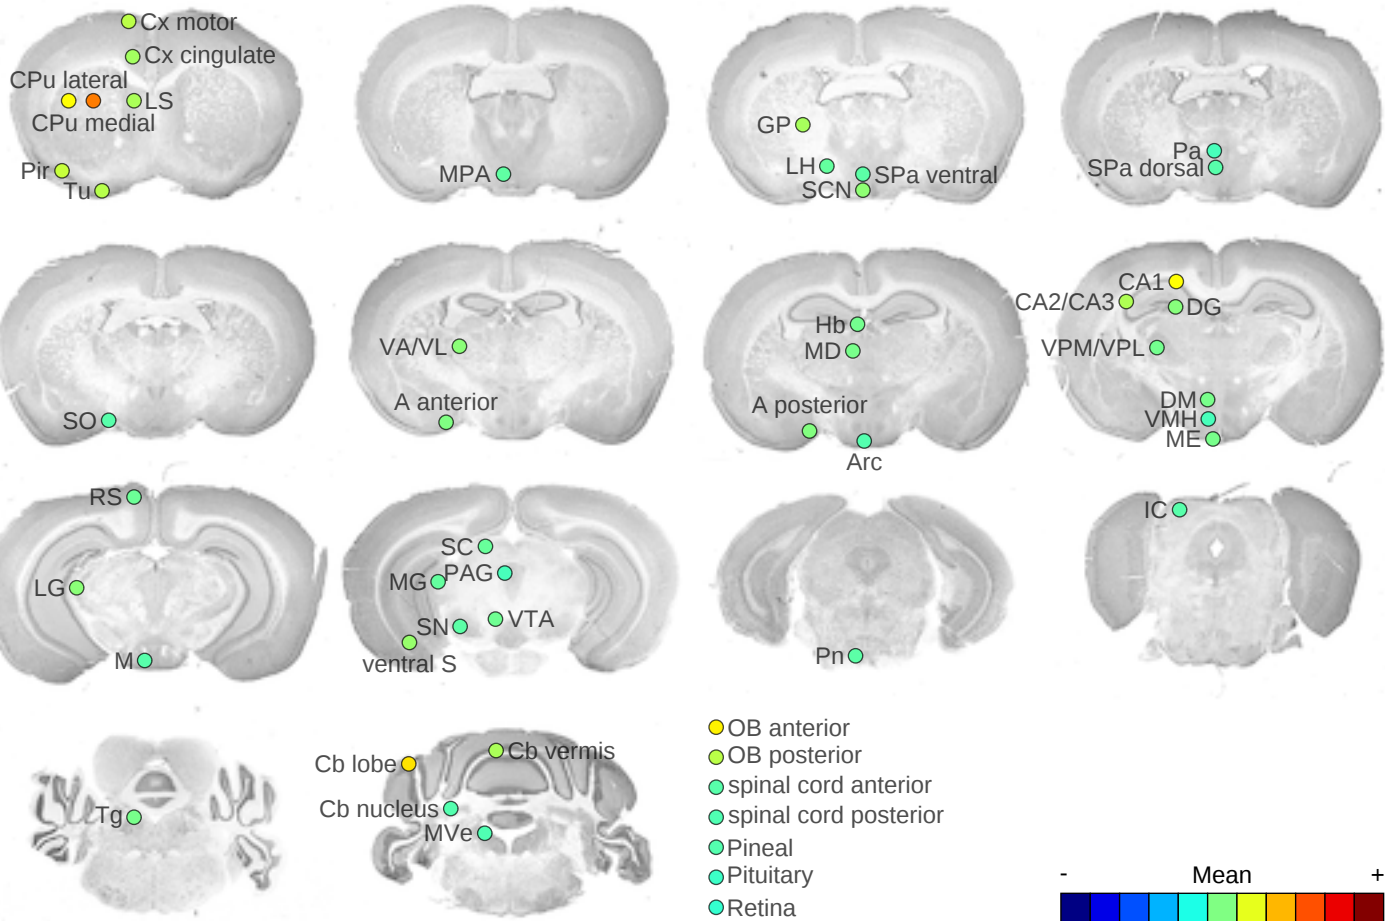 Cx motor
Cx cingulate
CPu lateral
LS
CPu medial
Pir
Tu
MPA
GP
LH
SPa ventral
SCN
Pa
SPa dorsal
SO
VA/VL
A anterior
Hb
MD
A posterior
Arc
CA1
CA2/CA3
DG
VPM/VPL
DM
VMH
ME
RS
LG
M
SC
PAG
MG
VTA
SN
ventral S
Pn
IC
Tg
Cb lobe
Cb vermis
Cb nucleus
MVe
OB anterior
OB posterior
spinal cord anterior
spinal cord posterior
Pineal
Pituitary
Retina
- Mean +